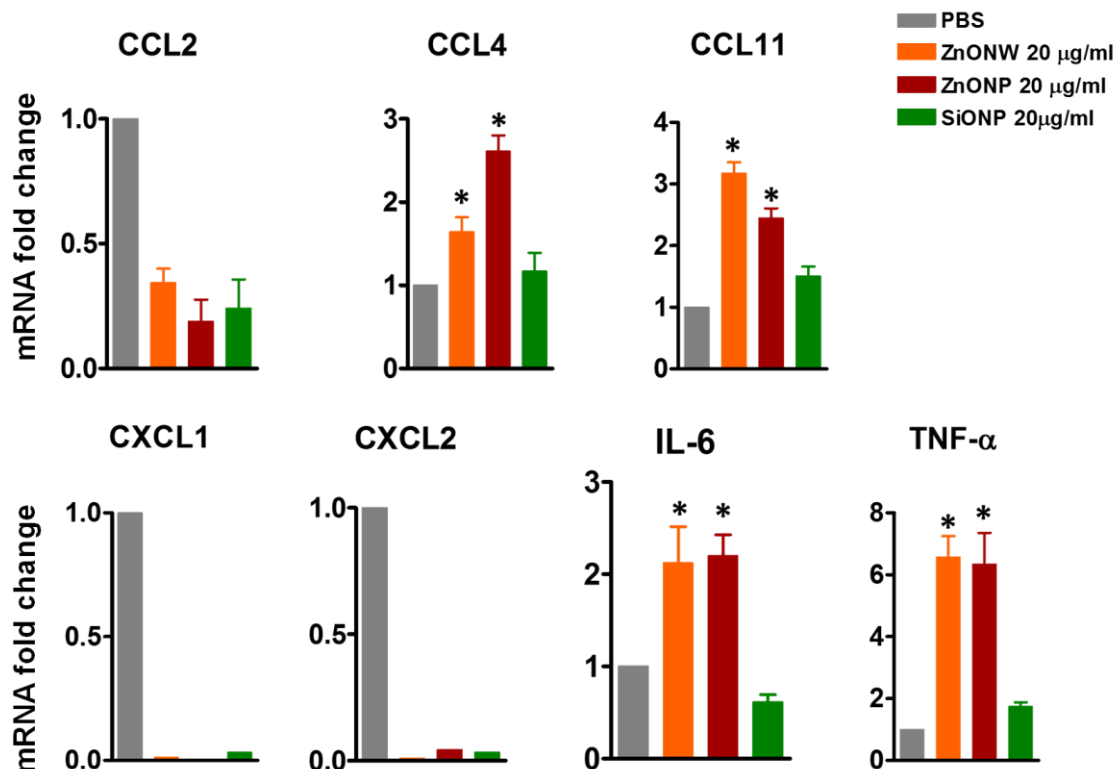 PBS
ZnONW 20 μg/ml
ZnONP 20 μg/ml
SiONP 20μg/ml
CCL2
CCL4
CCL11
mRNA fold change
1.0
0.5
0.0
3
2
1
0
*
*
4
3
2
1
0
*
*
CXCL1
CXCL2
IL-6
TNF-α
mRNA fold change
1.0
0.5
0.0
1.0
0.5
0.0
3
2
1
0
*
*
8
6
4
2
0
*
*